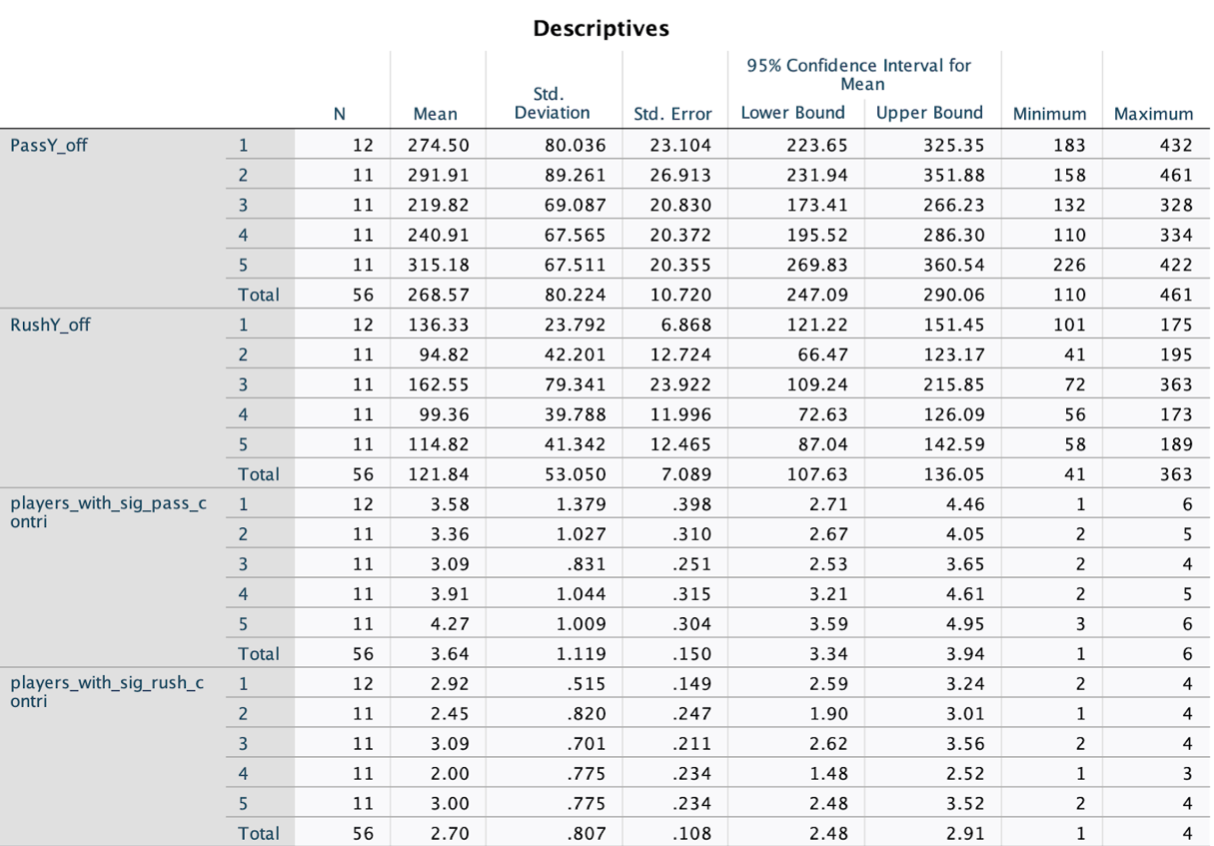 Descriptives
95% Confidence Interval for
Mean
N Mean Std. Deviation Std. Error Lower Bound Upper Bound Minimum Maximum
PassY_off 1 12 274.50 80.036 23.104 223.65 325.35 183 432
2 11 291.91 89.261 26.913 231.94 351.88 158 461
3 11 219.82 69.087 20.830 173.41 266.23 132 328
4 11 240.91 67.565 20.372 195.52 286.30 110 334
5 11 315.18 67.511 20.355 269.83 360.54 226 422
Total 56 268.57 80.224 10.720 247.09 290.06 110 461
RushY_off 1 12 136.33 23.792 6.868 121.22 151.45 101 175
2 11 94.82 42.201 12.724 66.47 123.17 41 195
3 11 162.55 79.341 23.922 109.24 215.85 72 363
4 11 99.36 39.788 11.996 72.63 126.09 56 173
5 11 114.82 41.342 12.465 87.04 142.59 58 189
Total 56 121.84 53.050 7.089 107.63 136.05 41 363
players_with_sig_pass_c
ontri 1 12 3.58 1.379 .398 2.71 4.46 1 6
2 11 3.36 1.027 .310 2.67 4.05 2 5
3 11 3.09 .831 .251 2.53 3.65 2 4
4 11 3.91 1.044 .315 3.21 4.61 2 5
5 11 4.27 1.009 .304 3.59 4.95 3 6
Total 56 3.64 1.119 .150 3.34 3.94 1 6
players_with_sig_rush_c
ontri 1 12 2.92 .515 .149 2.59 3.24 2 4
2 11 2.45 .820 .247 1.90 3.01 1 4
3 11 3.09 .701 .211 2.62 3.56 2 4
4 11 2.00 .775 .234 1.48 2.52 1 3
5 11 3.00 .775 .234 2.48 3.52 2 4
Total 56 2.70 .807 .108 2.48 2.91 1 4